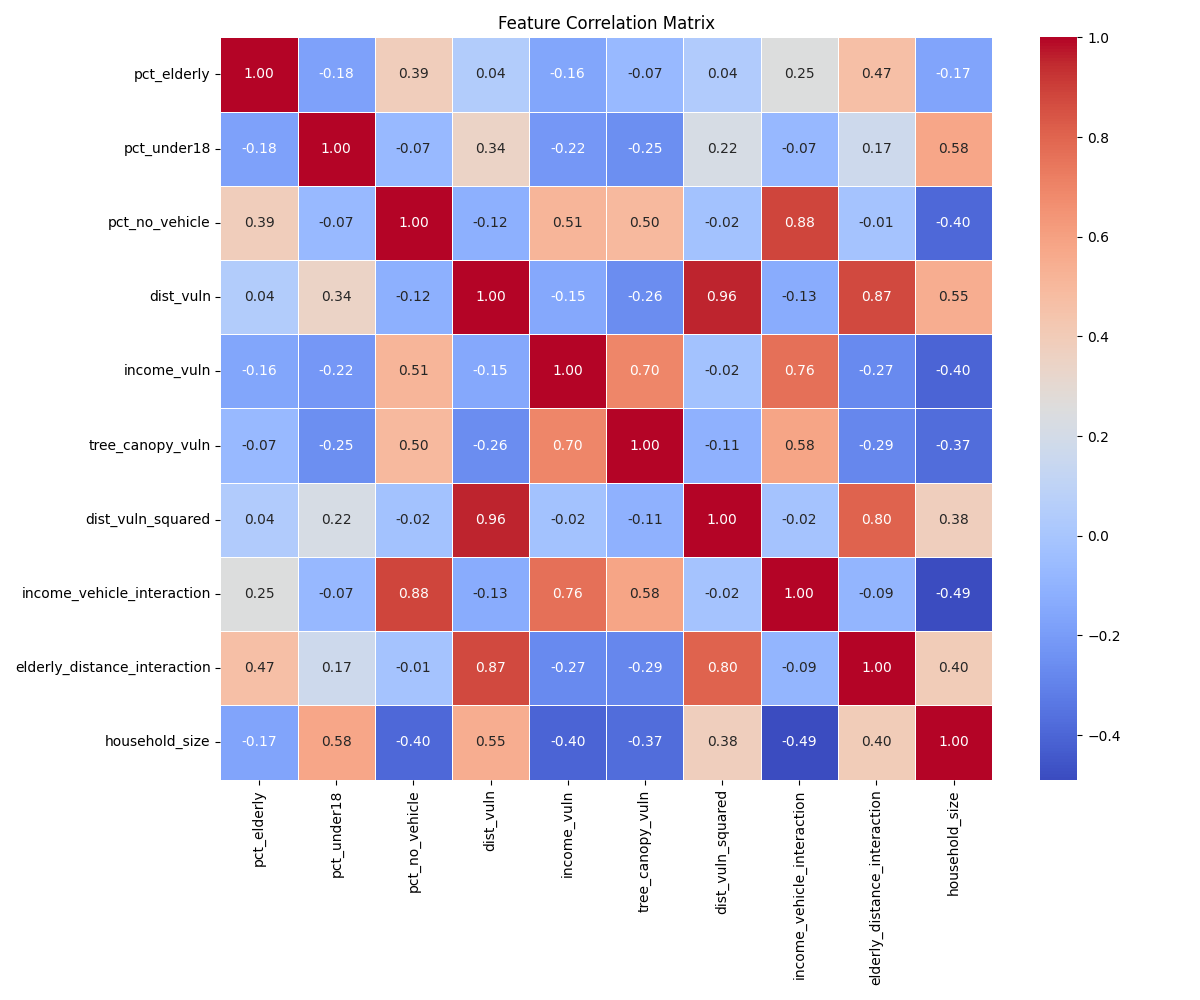 Feature Correlation Matrix
pct_elderly 1.00 -0.18 0.39 0.04 -0.16 -0.07 0.04 0.25 0.47 -0.17
pct_under18 -0.18 1.00 -0.07 0.34 -0.22 -0.25 0.22 -0.07 0.17 0.58
pct_no_vehicle 0.39 -0.07 1.00 -0.12 0.51 0.50 -0.02 0.88 -0.01 -0.40
dist_vuln 0.04 0.34 -0.12 1.00 -0.15 -0.26 0.96 -0.13 0.87 0.55
income_vuln -0.16 -0.22 0.51 -0.15 1.00 0.70 -0.02 0.76 -0.27 -0.40
tree_canopy_vuln -0.07 -0.25 0.50 -0.26 0.70 1.00 -0.11 0.58 -0.29 -0.37
dist_vuln_squared 0.04 0.22 -0.02 0.96 -0.02 -0.11 1.00 -0.02 0.80 0.38
income_vehicle_interaction 0.25 -0.07 0.88 -0.13 0.76 0.58 -0.02 1.00 -0.09 -0.49
elderly_distance_interaction 0.47 0.17 -0.01 0.87 -0.27 -0.29 0.80 -0.09 1.00 0.40
household_size -0.17 0.58 -0.40 0.55 -0.40 -0.37 0.38 -0.49 0.40 1.00
pct_elderly
pct_under18
pct_no_vehicle
dist_vuln
income_vuln
tree_canopy_vuln
dist_vuln_squared
income_vehicle_interaction
elderly_distance_interaction
household_size
1.0
0.8
0.6
0.4
0.2
0.0
−0.2
−0.4